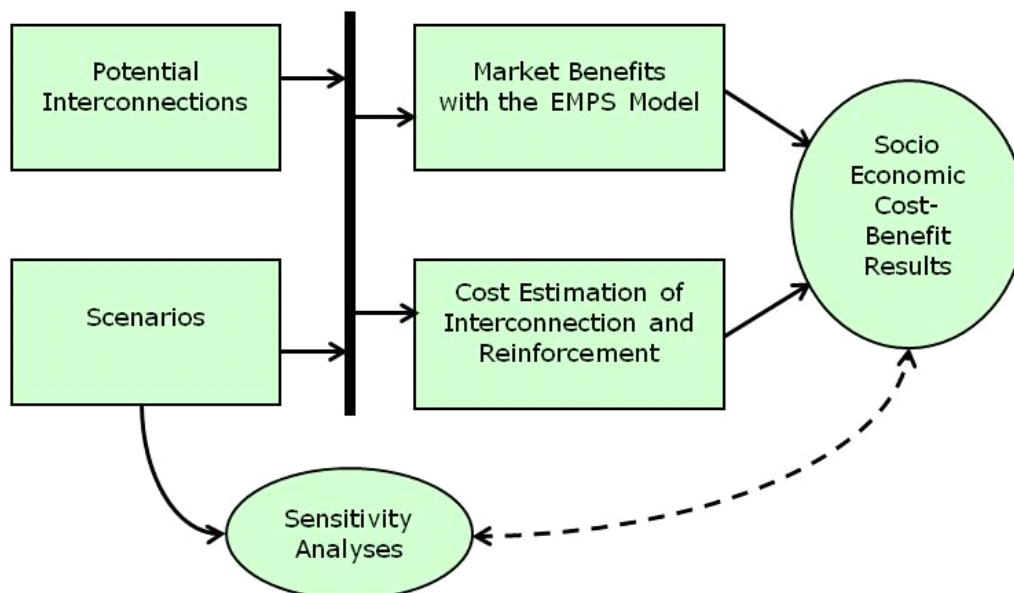 Potential
Interconnections
Market Benefits
with the EMPS Model
Socio
Economic
Cost-
Benefit
Results
Scenarios
Cost Estimation of
Interconnection and
Reinforcement
Sensitivity
Analyses